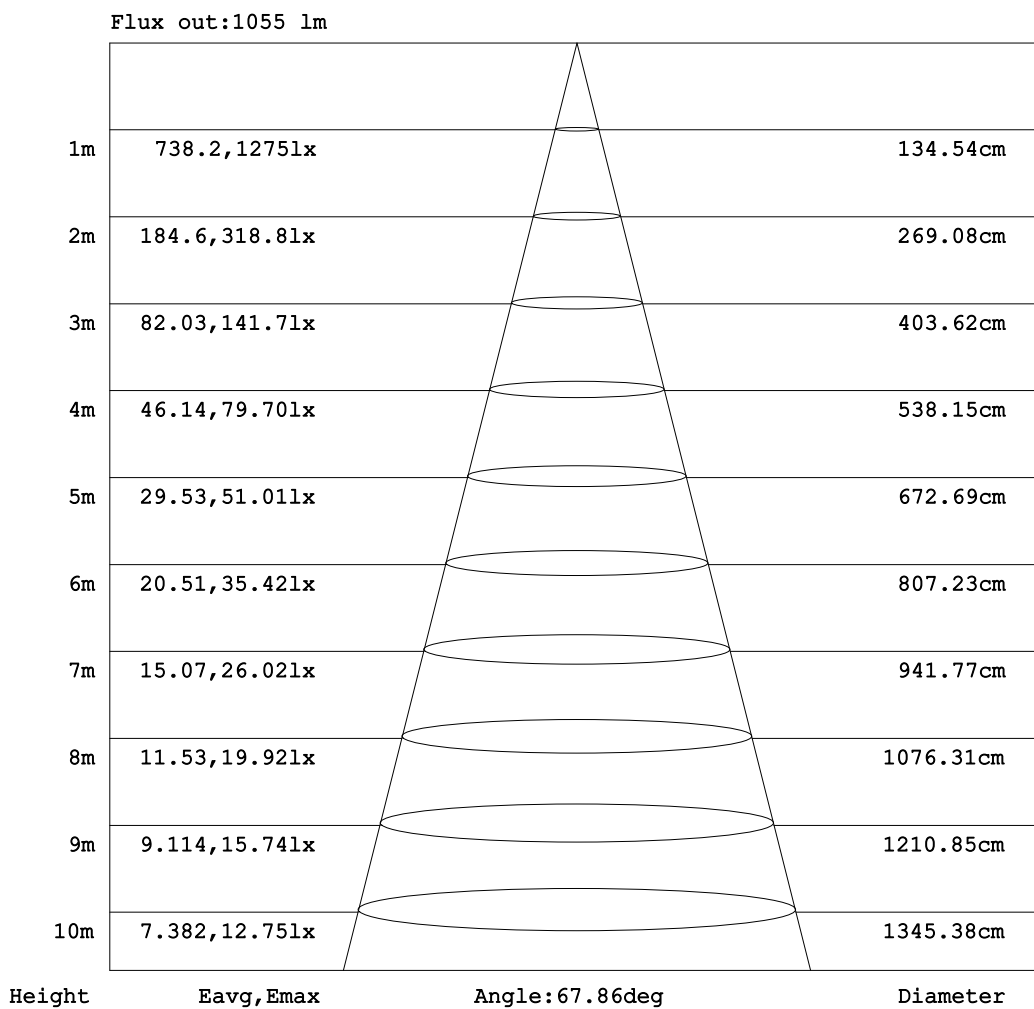 Flux out:1055 lm
1m 738.2,1275lx 134.54cm
2m 184.6,318.8lx 269.08cm
3m 82.03,141.7lx 403.62cm
4m 46.14,79.70lx 538.15cm
5m 29.53,51.01lx 672.69cm
6m 20.51,35.42lx 807.23cm
7m 15.07,26.02lx 941.77cm
8m 11.53,19.92lx 1076.31cm
9m 9.114,15.74lx 1210.85cm
10m 7.382,12.75lx 1345.38cm
Height Eavg,Emax Angle:67.86deg Diameter